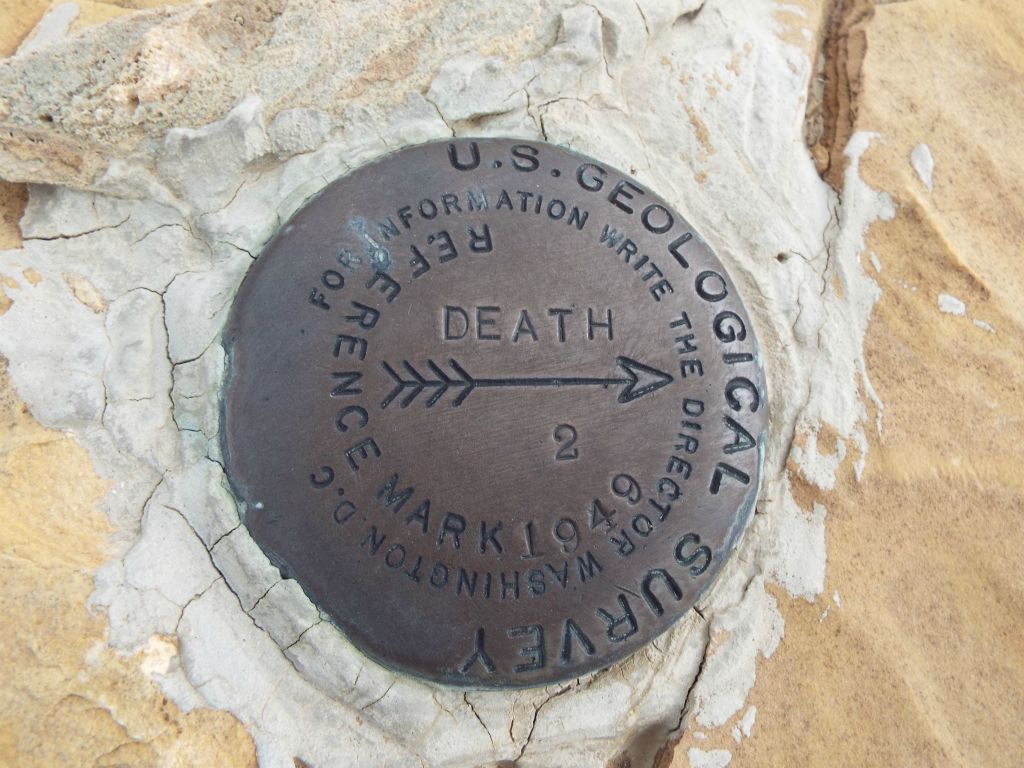 U.S. GEOLOGICAL SURVEY
FOR INFORMATION WRITE THE DIRECTOR WASHINGTON. D.C.
REFERENCE MARK
DEATH
2
1949